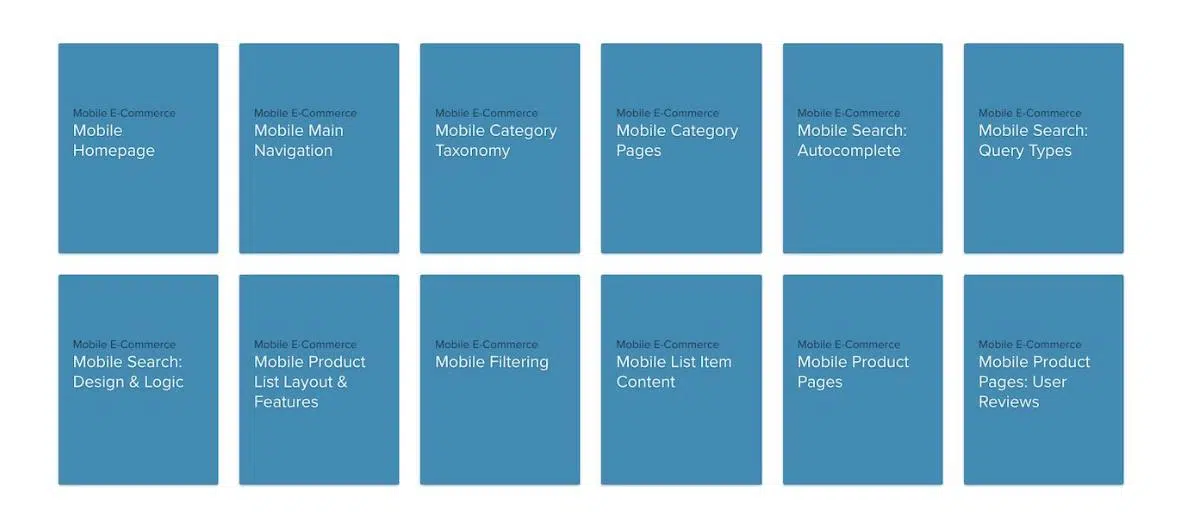 Mobile E-Commerce
Mobile
Homepage
Mobile E-Commerce
Mobile Main
Navigation
Mobile E-Commerce
Mobile Category
Taxonomy
Mobile E-Commerce
Mobile Category
Pages
Mobile E-Commerce
Mobile Search:
Autocomplete
Mobile E-Commerce
Mobile Search:
Query Types
Mobile E-Commerce
Mobile Search:
Design & Logic
Mobile E-Commerce
Mobile Product
List Layout &
Features
Mobile E-Commerce
Mobile Filtering
Mobile E-Commerce
Mobile List Item
Content
Mobile E-Commerce
Mobile Product
Pages
Mobile E-Commerce
Mobile Product
Pages: User
Reviews